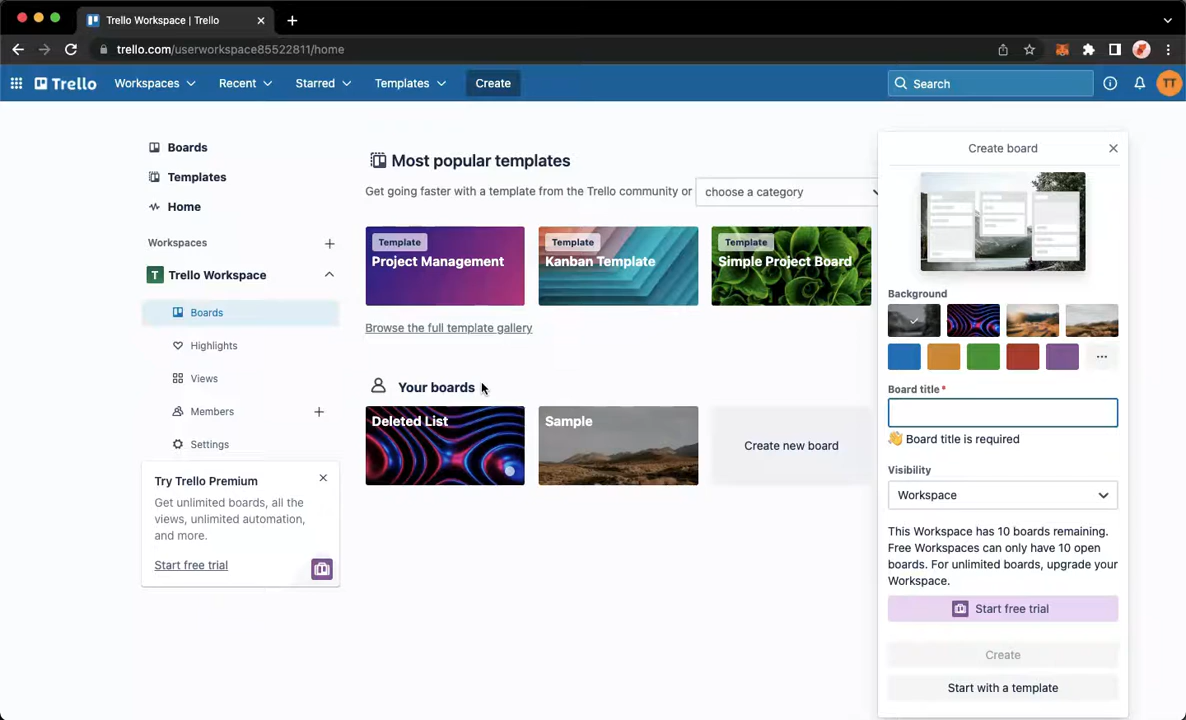 Trello Workspace | Trello
trello.com/userworkspace85522811/home
Trello Workspaces Recent Starred Templates Create Search TT
Boards
Templates
Home
Workspaces
T Trello Workspace
Boards
Highlights
Views
Members
Settings
Try Trello Premium
Get unlimited boards, all the
views, unlimited automation,
and more.
Start free trial
Most popular templates
Get going faster with a template from the Trello community or choose a category
Template
Project Management
Template
Kanban Template
Template
Simple Project Board
Browse the full template gallery
Your boards
Deleted List
Sample
Create new board
Create board
Background
Board title*
Board title is required
Visibility
Workspace
This Workspace has 10 boards remaining.
Free Workspaces can only have 10 open
boards. For unlimited boards, upgrade your
Workspace.
Start free trial
Create
Start with a template